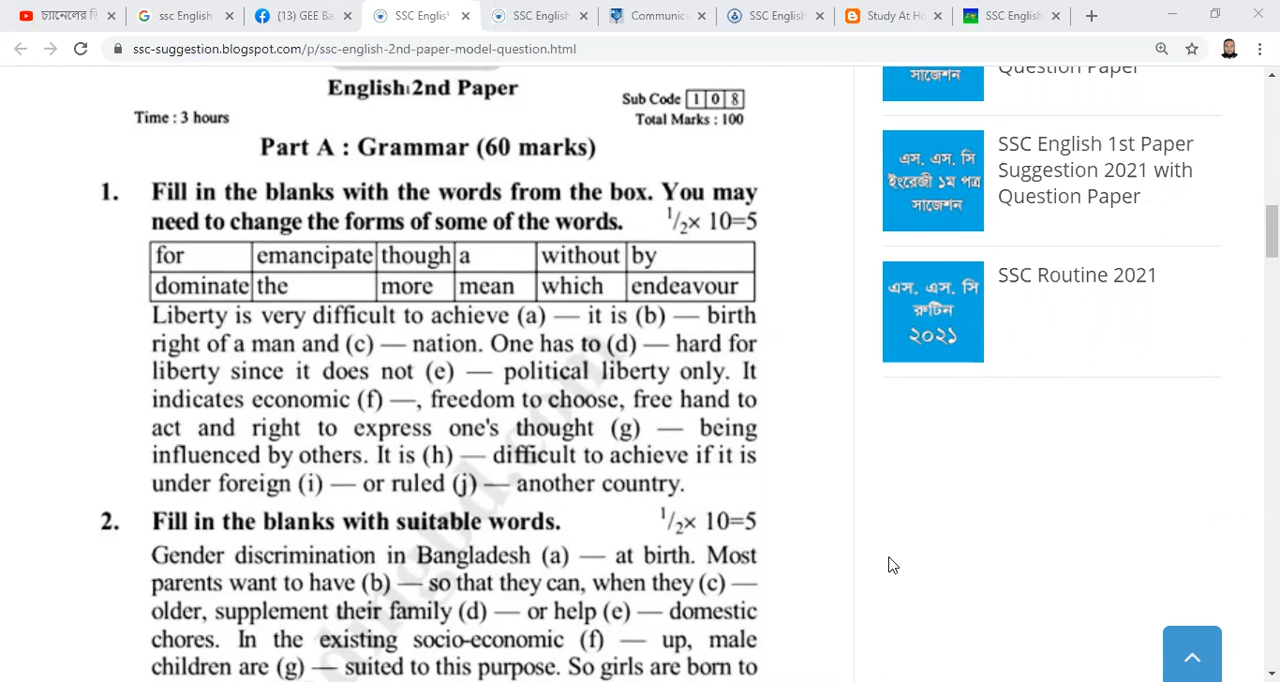 চ্যানেলের f
ssc English
(13) GEE Ba
SSC Englis
SSC English
Communica
SSC English
Study At Ho
SSC English
ssc-suggestion.blogspot.com/p/ssc-english-2nd-paper-model-question.html
English 2nd Paper
Sub Code 1 0 8
Time : 3 hours
Total Marks : 100
Part A : Grammar (60 marks)
1. Fill in the blanks with the words from the box. You may
need to change the forms of some of the words. 1/2× 10=5
for emancipate though a without by
dominate the more mean which endeavour
Liberty is very difficult to achieve (a) — it is (b) — birth
right of a man and (c) — nation. One has to (d) — hard for
liberty since it does not (e) — political liberty only. It
indicates economic (f) —, freedom to choose, free hand to
act and right to express one's thought (g) — being
influenced by others. It is (h) — difficult to achieve if it is
under foreign (i) — or ruled (j) — another country.
2. Fill in the blanks with suitable words. 1/2× 10=5
Gender discrimination in Bangladesh (a) — at birth. Most
parents want to have (b) — so that they can, when they (c) —
older, supplement their family (d) — or help (e) — domestic
chores. In the existing socio-economic (f) — up, male
children are (g) — suited to this purpose. So girls are born to
সাজেশন
Question Paper
এস. এস. সি
ইংরেজী ১ম পত্র
সাজেশন
SSC English 1st Paper
Suggestion 2021 with
Question Paper
এস. এস. সি
রুটিন
২০২১
SSC Routine 2021